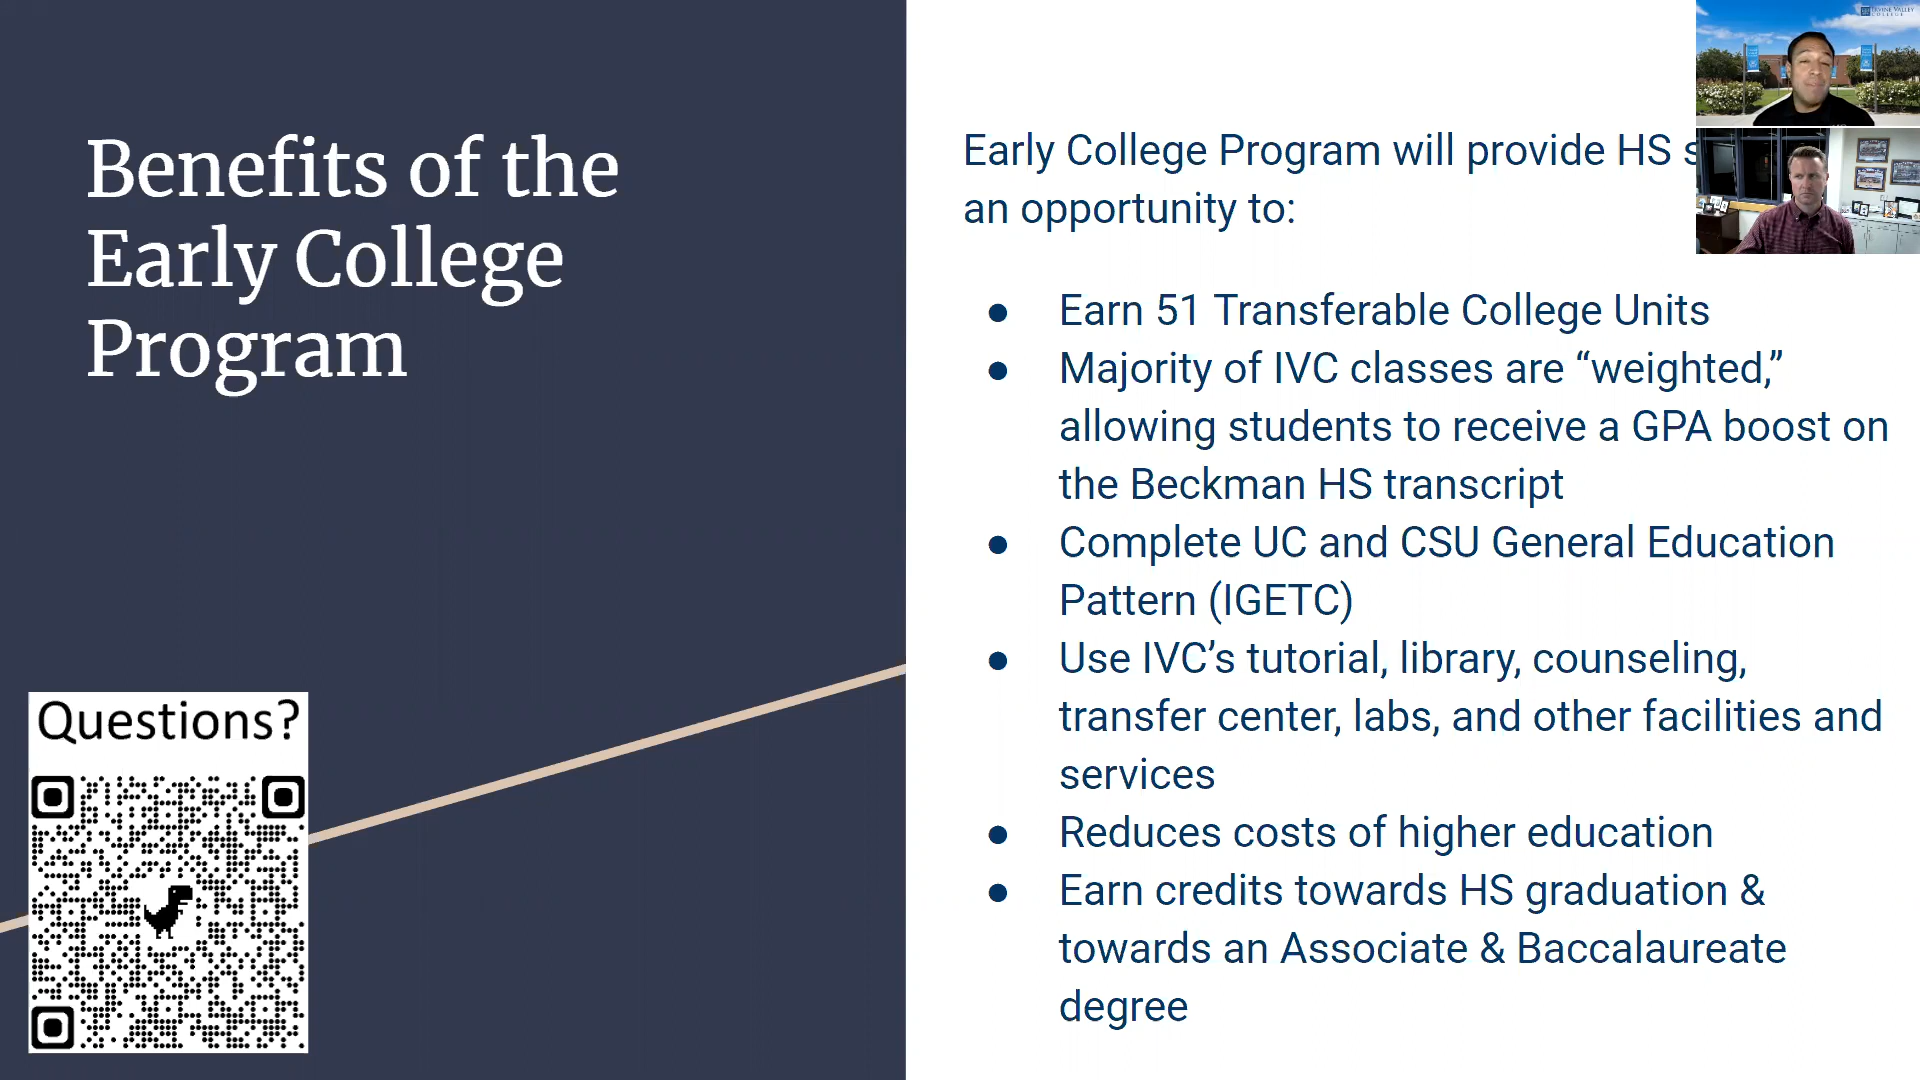 Benefits of the
Early College
Program
Questions?
Early College Program will provide HS s
an opportunity to:
● Earn 51 Transferable College Units
● Majority of IVC classes are “weighted,”
allowing students to receive a GPA boost on
the Beckman HS transcript
● Complete UC and CSU General Education
Pattern (IGETC)
● Use IVC’s tutorial, library, counseling,
transfer center, labs, and other facilities and
services
● Reduces costs of higher education
● Earn credits towards HS graduation &
towards an Associate & Baccalaureate
degree
IRVINE VALLEY
COLLEGE